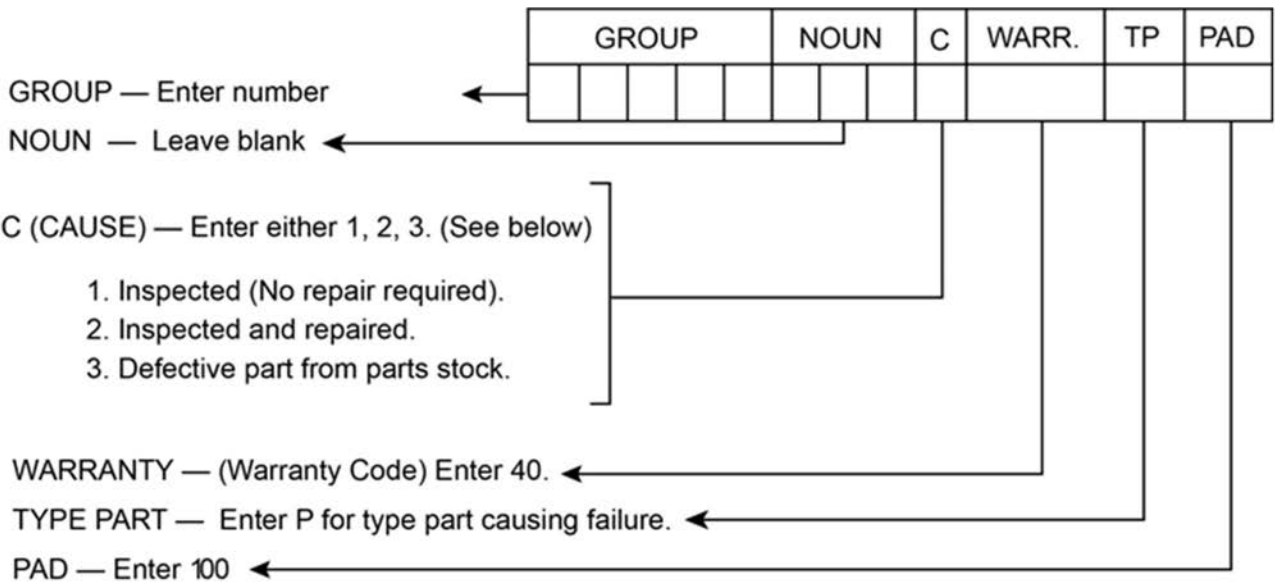 GROUP NOUN C WARR. TP PAD
GROUP — Enter number
NOUN — Leave blank
C (CAUSE) — Enter either 1, 2, 3. (See below)
1. Inspected (No repair required).
2. Inspected and repaired.
3. Defective part from parts stock.
WARRANTY — (Warranty Code) Enter 40.
TYPE PART — Enter P for type part causing failure.
PAD — Enter 100